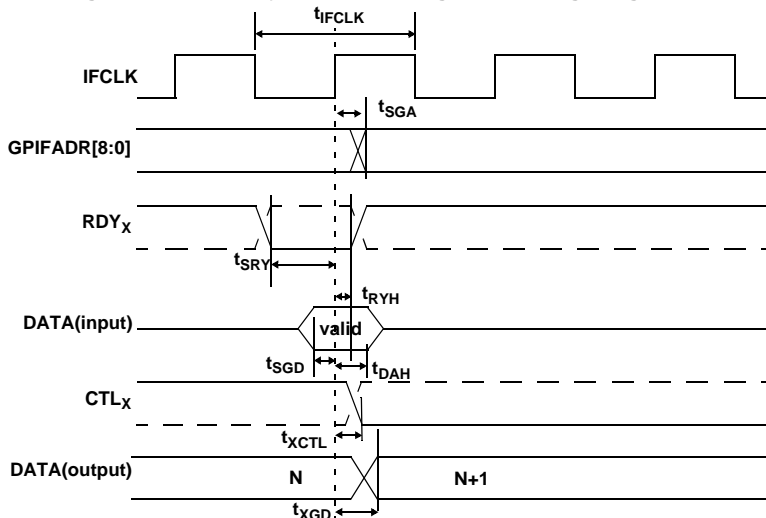 tIFCLK
IFCLK
tSGA
GPIFADR[8:0]
RDYX
tSRY
tRYH
DATA(input)
valid
tSGD
tDAH
CTLX
tXCTL
DATA(output)
N
N+1
tXGD